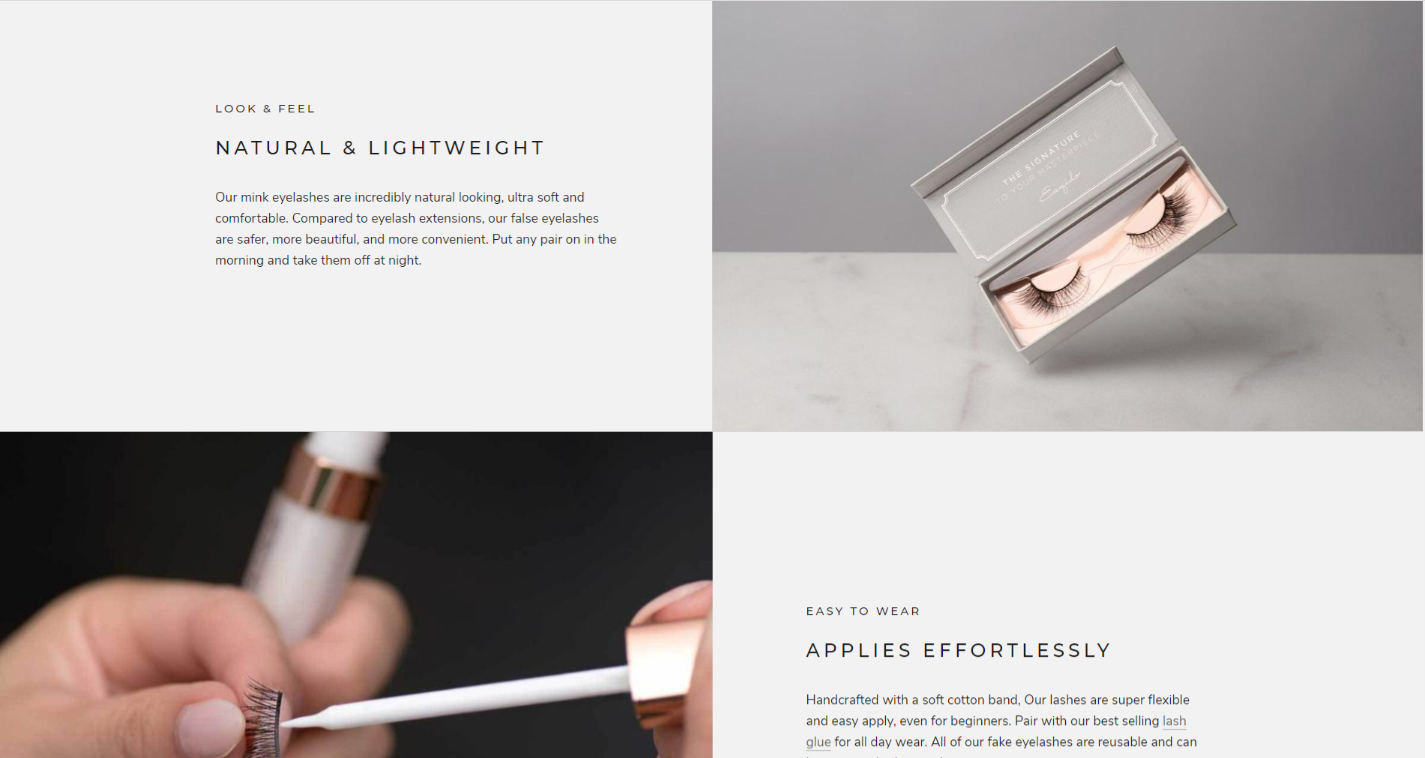 LOOK & FEEL
NATURAL & LIGHTWEIGHT
Our mink eyelashes are incredibly natural looking, ultra soft and
comfortable. Compared to eyelash extensions, our false eyelashes
are safer, more beautiful, and more convenient. Put any pair on in the
morning and take them off at night.
THE SIGNATURE
TO YOUR MASTERPIECE
EASY TO WEAR
APPLIES EFFORTLESSLY
Handcrafted with a soft cotton band, Our lashes are super flexible
and easy apply, even for beginners. Pair with our best selling lash
glue for all day wear. All of our fake eyelashes are reusable and can